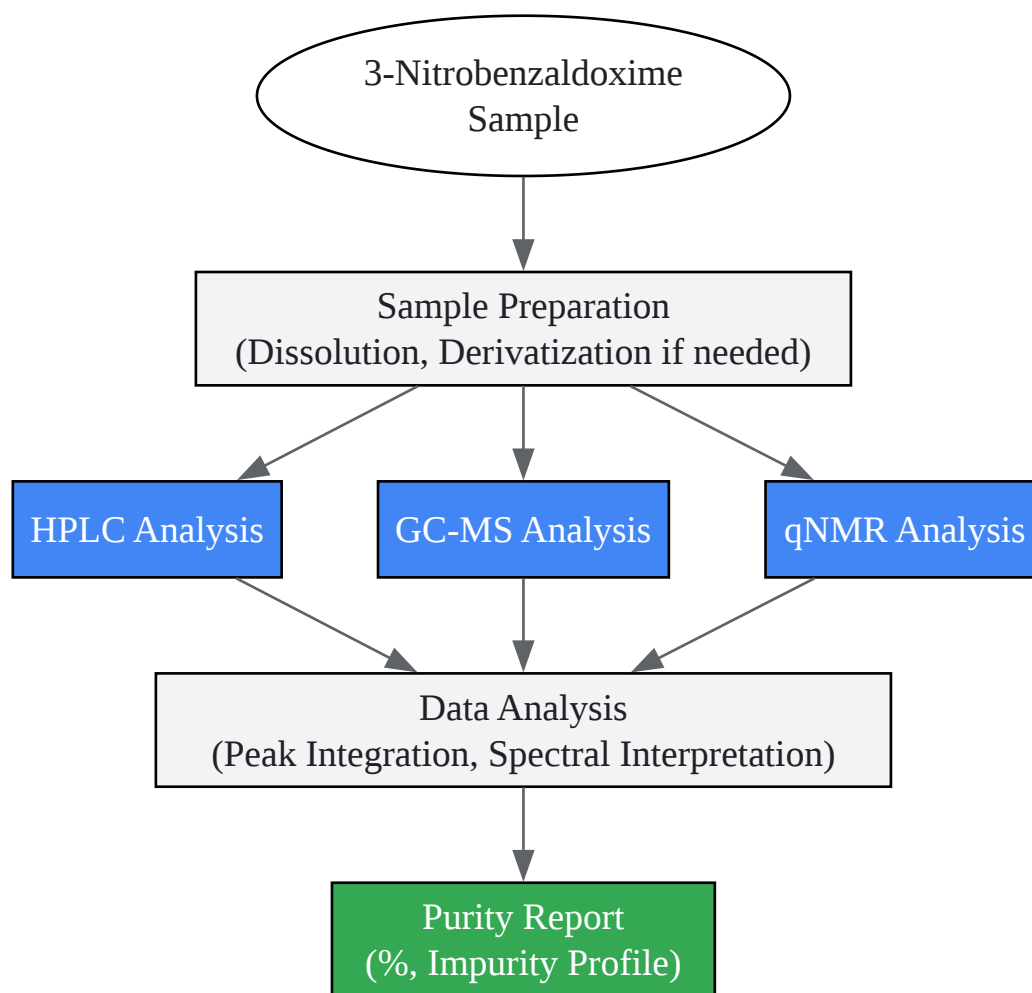 3-Nitrobenzaldoxime
Sample
Sample Preparation
(Dissolution, Derivatization if needed)
HPLC Analysis
GC-MS Analysis
qNMR Analysis
Data Analysis
(Peak Integration, Spectral Interpretation)
Purity Report
(%, Impurity Profile)